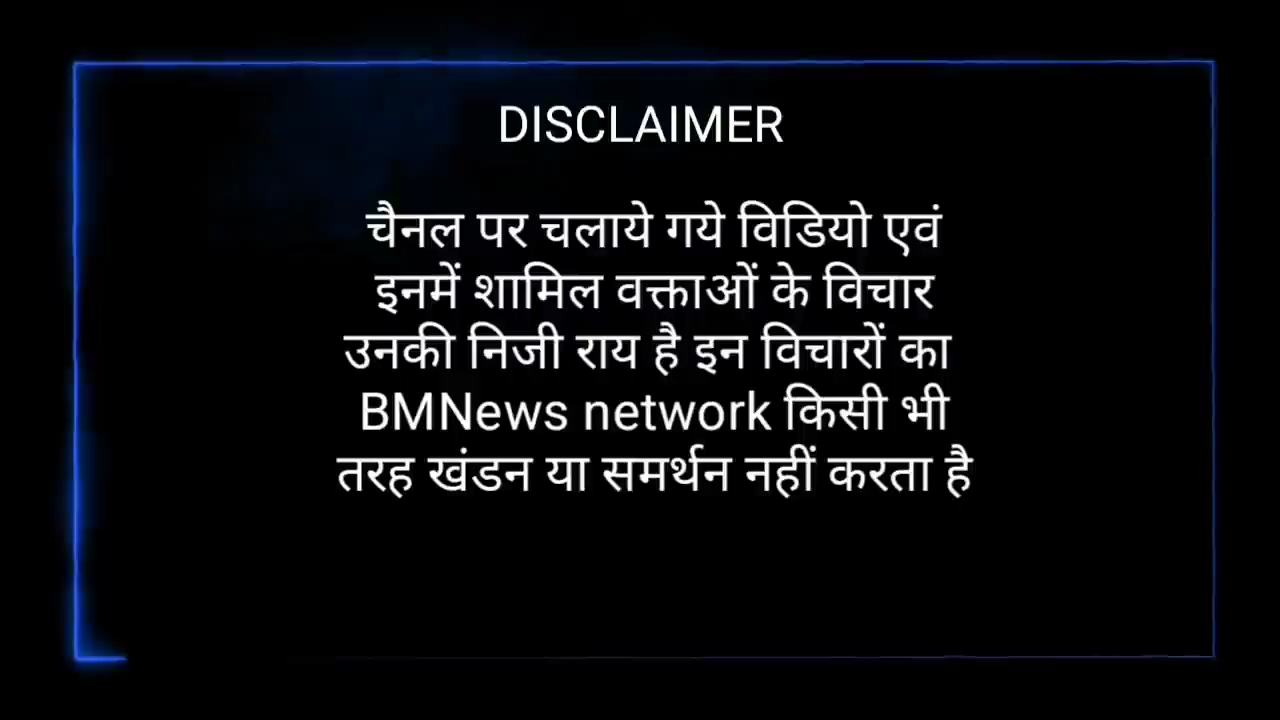 DISCLAIMER
चैनल पर चलाये गये विडियो एवं
इनमें शामिल वक्ताओं के विचार
उनकी निजी राय है इन विचारों का
BMNews network किसी भी
तरह खंडन या समर्थन नहीं करता है